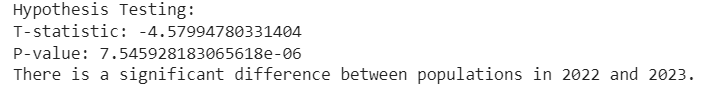 Hypothesis Testing:
T-statistic: -4.57994780331404
P-value: 7.545928183065618e-06
There is a significant difference between populations in 2022 and 2023.